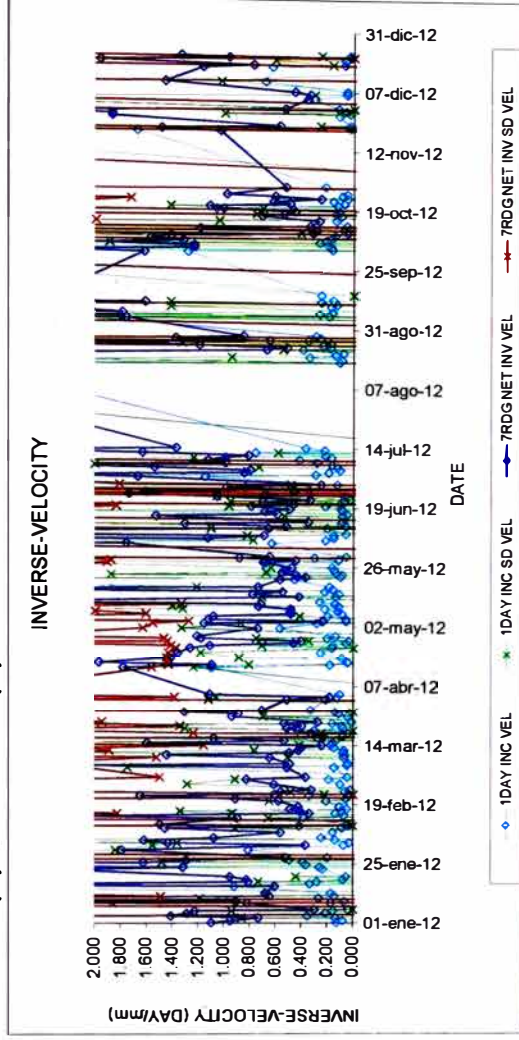 INVERSE-VELOCITY
INVERSE-VELOCITY (DAY/mm)
2.000
1.800
1.600
1.400
1.200
1.000
0.800
0.600
0.400
0.200
0.000
01-ene-12
25-ene-12
19-feb-12
14-mar-12
07-abr-12
02-may-12
26-may-12
19-jun-12
14-jul-12
07-ago-12
31-ago-12
25-sep-12
19-oct-12
12-nov-12
07-dic-12
31-dic-12
DATE
1DAY INC VEL
1DAY INC SD VEL
7RDG NET INV VEL
7RDG NET INV SD VEL